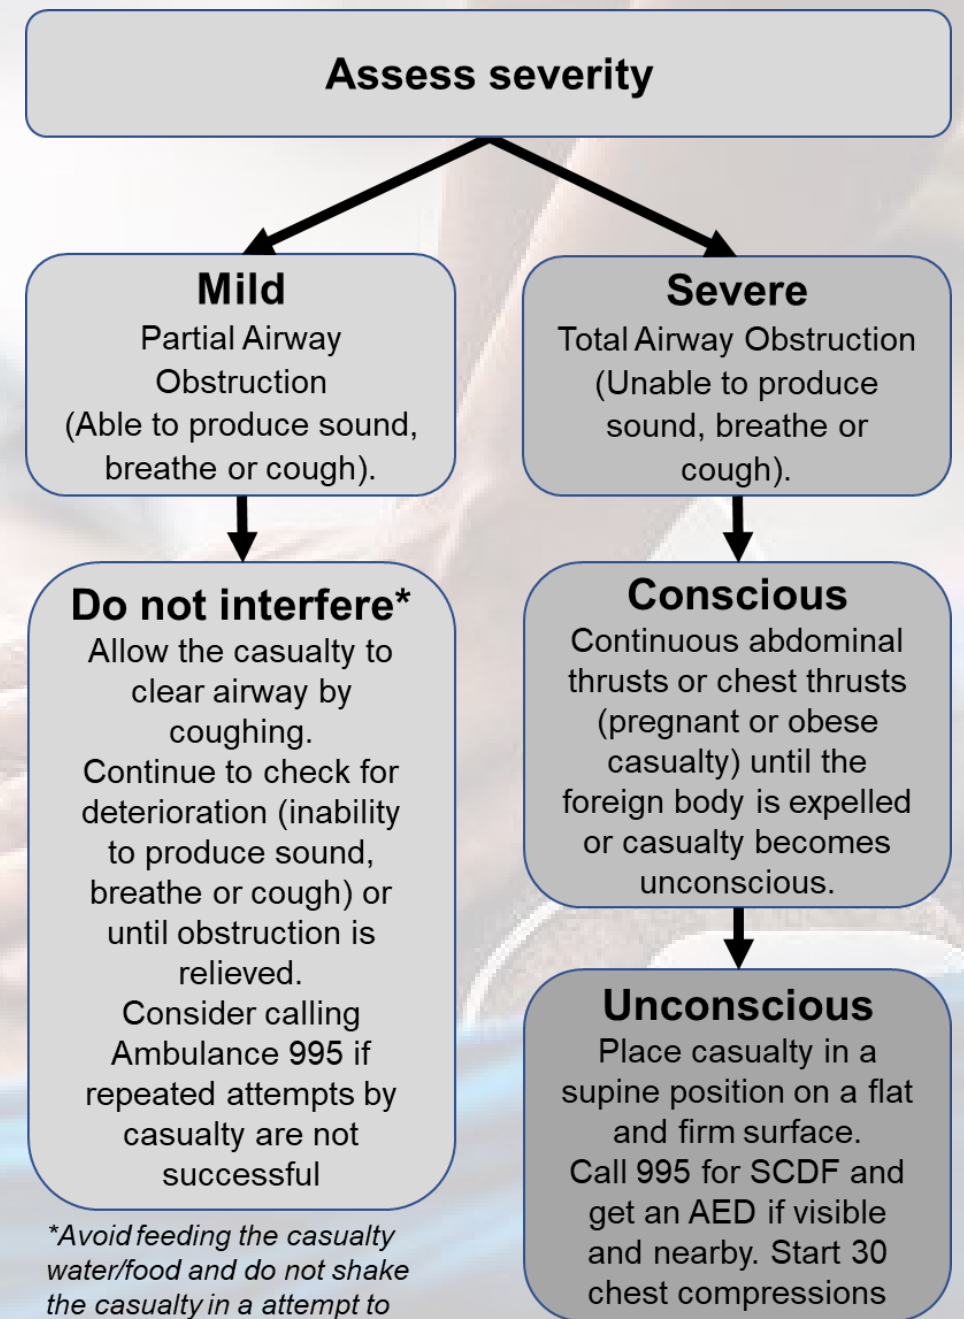 Assess severity
Mild
Partial Airway
Obstruction
(Able to produce sound,
breathe or cough).
Do not interfere*
Allow the casualty to
clear airway by
coughing.
Continue to check for
deterioration (inability
to produce sound,
breathe or cough) or
until obstruction is
relieved.
Consider calling
Ambulance 995 if
repeated attempts by
casualty are not
successful
*Avoid feeding the casualty
water/food and do not shake
the casualty in a attempt to
Severe
Total Airway Obstruction
(Unable to produce
sound, breathe or
cough).
Conscious
Continuous abdominal
thrusts or chest thrusts
(pregnant or obese
casualty) until the
foreign body is expelled
or casualty becomes
unconscious.
Unconscious
Place casualty in a
supine position on a flat
and firm surface.
Call 995 for SCDF and
get an AED if visible
and nearby. Start 30
chest compressions